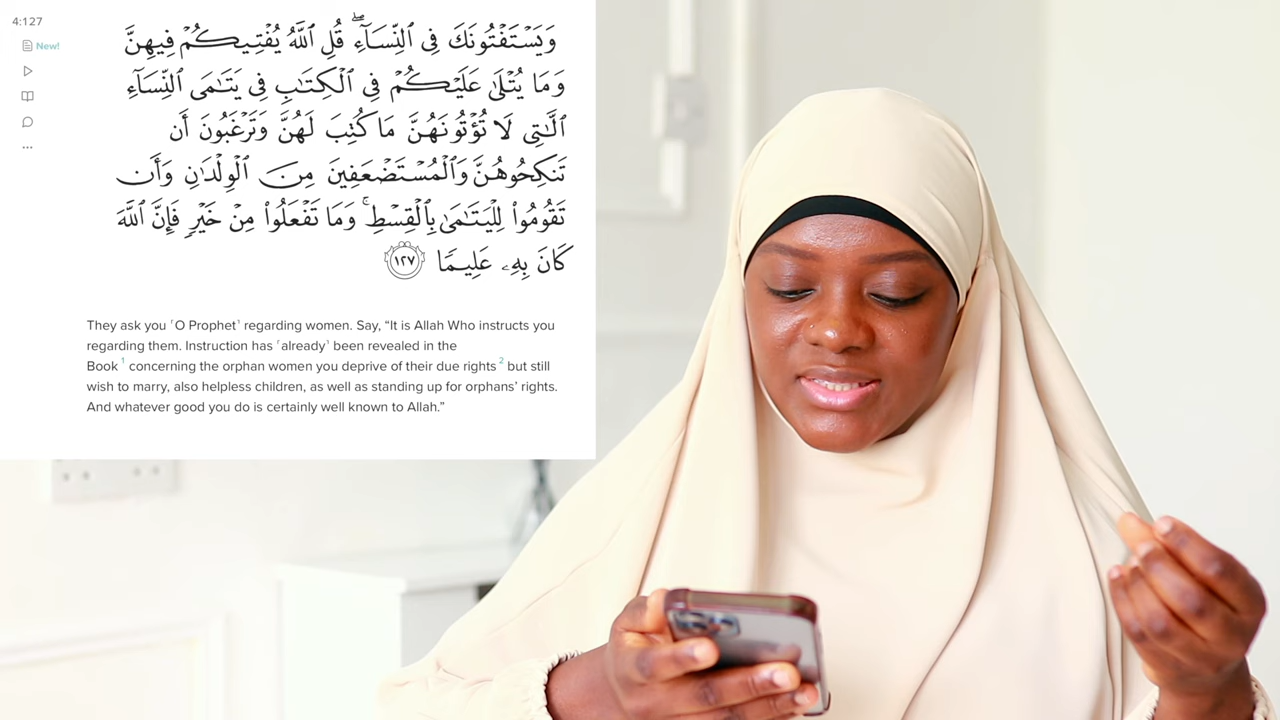 4:127
New!
وَيَسْتَفْتُونَكَ فِى ٱلنِّسَآءِ ۖ قُلِ ٱللَّهُ يُفْتِيكُمْ فِيهِنَّ
وَمَا يُتْلَىٰ عَلَيْكُمْ فِى ٱلْكِتَـٰبِ فِى يَتَـٰمَى ٱلنِّسَآءِ
ٱلَّـٰتِى لَا تُؤْتُونَهُنَّ مَا كُتِبَ لَهُنَّ وَتَرْغَبُونَ أَن
تَنكِحُوهُنَّ وَٱلْمُسْتَضْعَفِينَ مِنَ ٱلْوِلْدَٰنِ وَأَن
تَقُومُوا۟ لِلْيَتَـٰمَىٰ بِٱلْقِسْطِ ۚ وَمَا تَفْعَلُوا۟ مِنْ خَيْرٍ فَإِنَّ ٱللَّهَ
كَانَ بِهِۦ عَلِيمًا ١٢٧
They ask you ˹O Prophet˺ regarding women. Say, “It is Allah Who instructs you
regarding them. Instruction has ˹already˺ been revealed in the
Book 1 concerning the orphan women you deprive of their due rights 2 but still
wish to marry, also helpless children, as well as standing up for orphans’ rights.
And whatever good you do is certainly well known to Allah.”